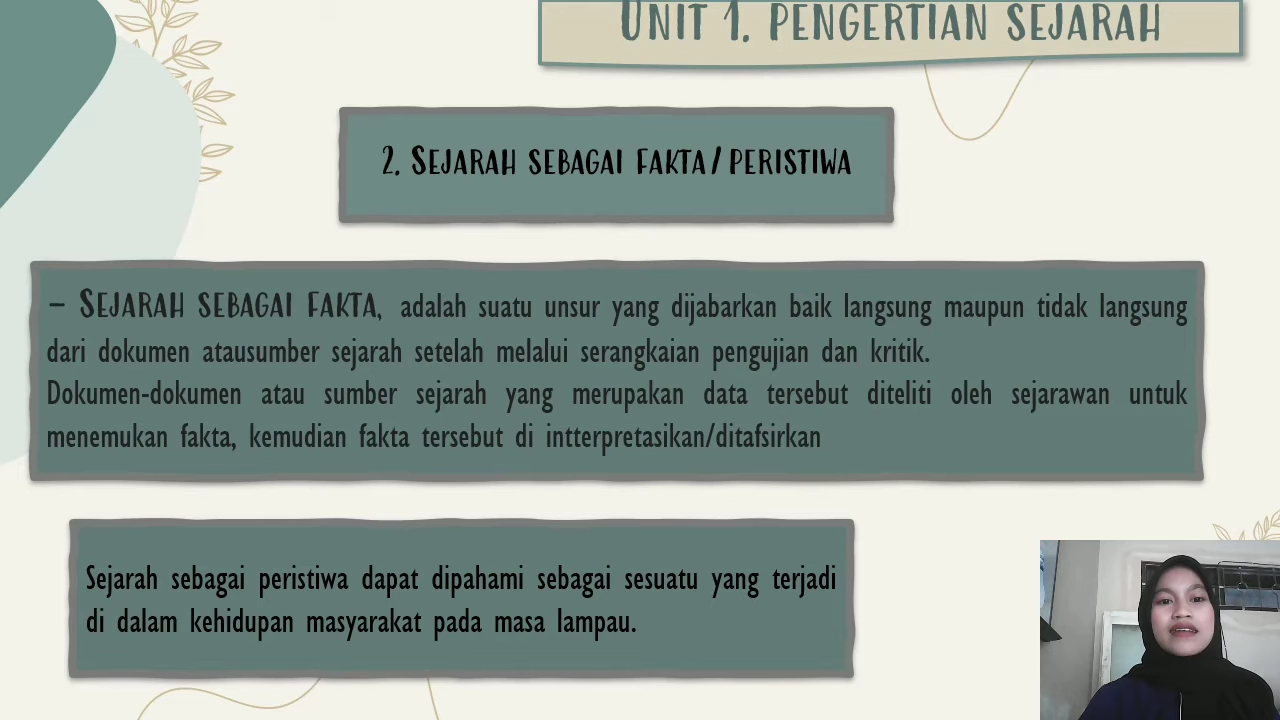 Unit 1. Pengertian Sejarah
2. Sejarah sebagai fakta/peristiwa
- Sejarah sebagai fakta, adalah suatu unsur yang dijabarkan baik langsung maupun tidak langsung
dari dokumen atausumber sejarah setelah melalui serangkaian pengujian dan kritik.
Dokumen-dokumen atau sumber sejarah yang merupakan data tersebut diteliti oleh sejarawan untuk
menemukan fakta, kemudian fakta tersebut di intterpretasikan/ditafsirkan
Sejarah sebagai peristiwa dapat dipahami sebagai sesuatu yang terjadi
di dalam kehidupan masyarakat pada masa lampau.